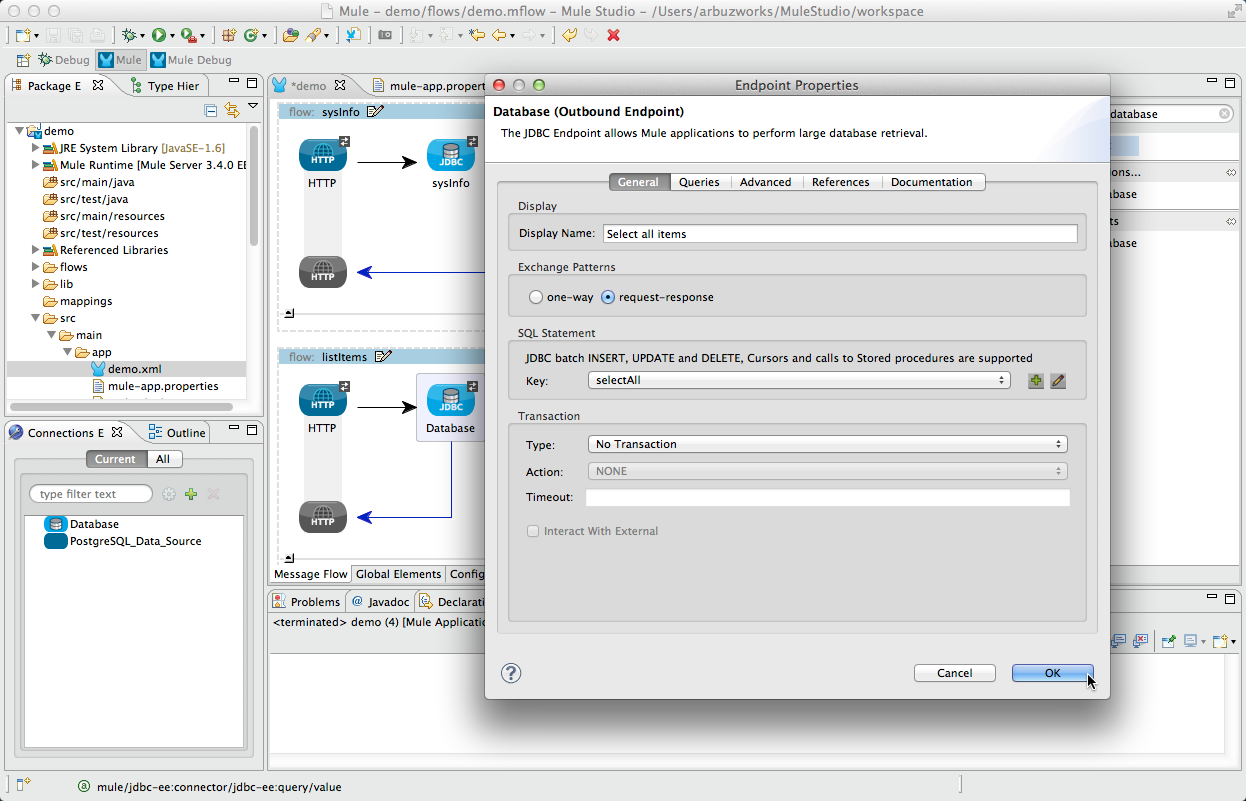 Mule – demo/flows/demo.mflow – Mule Studio – /Users/arbuzworks/MuleStudio/workspace
Debug Mule Mule Debug
Package E Type Hier
demo
JRE System Library [JavaSE-1.6]
Mule Runtime [Mule Server 3.4.0 EE
src/main/java
src/test/java
src/main/resources
src/test/resources
Referenced Libraries
flows
lib
mappings
src
main
app
demo.xml
mule-app.properties
Connections E Outline
Current All
type filter text
Database
PostgreSQL_Data_Source
*demo mule-app.propert
flow: sysInfo
HTTP JDBC
HTTP sysInfo
HTTP
flow: listItems
HTTP JDBC
HTTP Database
HTTP
Message Flow Global Elements Config
Problems @ Javadoc Declarati
<terminated> demo (4) [Mule Applicatio
Endpoint Properties
Database (Outbound Endpoint)
The JDBC Endpoint allows Mule applications to perform large database retrieval.
General Queries Advanced References Documentation
Display
Display Name: Select all items
Exchange Patterns
one-way request-response
SQL Statement
JDBC batch INSERT, UPDATE and DELETE, Cursors and calls to Stored procedures are supported
Key: selectAll
Transaction
Type: No Transaction
Action: NONE
Timeout:
Interact With External
? Cancel OK
database
ons...
abase
ts
abase
mule/jdbc-ee:connector/jdbc-ee:query/value